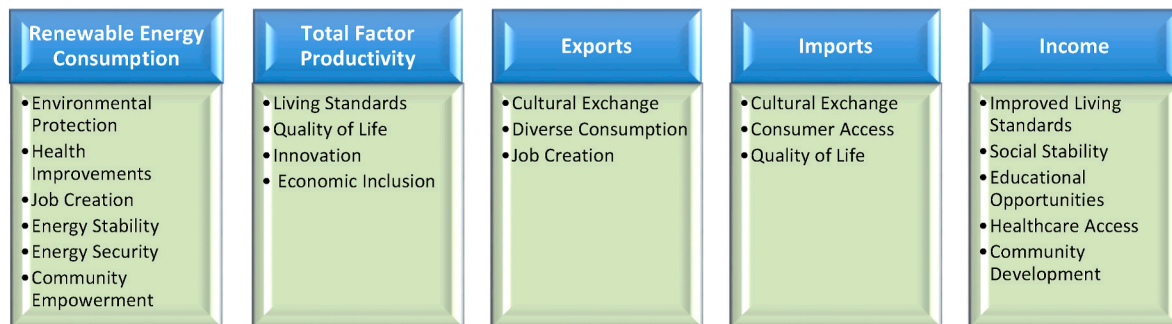 Renewable Energy
Consumption
• Environmental
Protection
• Health
Improvements
• Job Creation
• Energy Stability
• Energy Security
• Community
Empowerment
Total Factor
Productivity
• Living Standards
• Quality of Life
• Innovation
• Economic Inclusion
Exports
• Cultural Exchange
• Diverse Consumption
• Job Creation
Imports
• Cultural Exchange
• Consumer Access
• Quality of Life
Income
• Improved Living
Standards
• Social Stability
• Educational
Opportunities
• Healthcare Access
• Community
Development